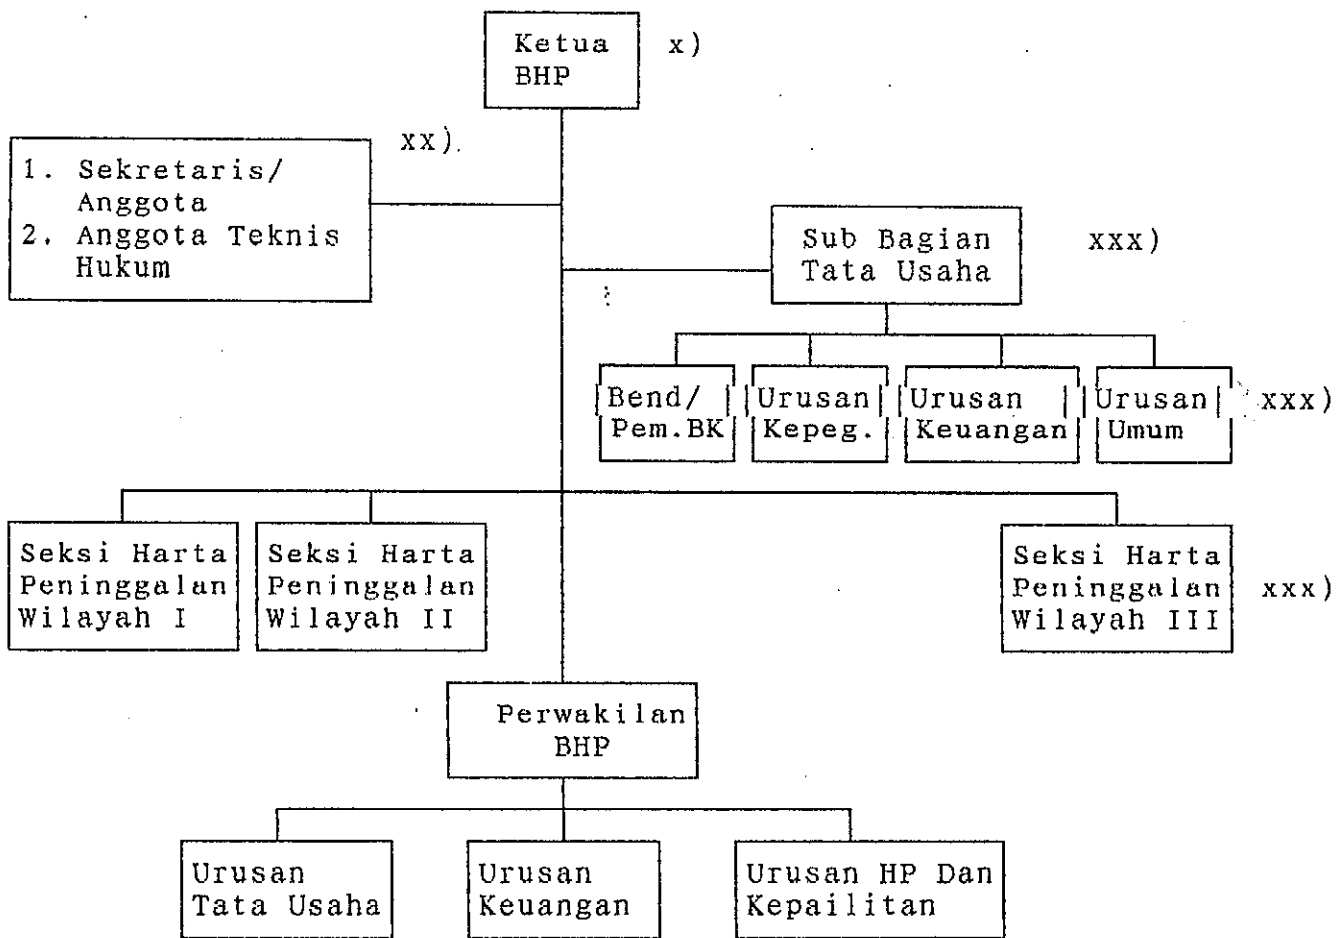 Ketua x)
BHP
xx)
1. Sekretaris/
Anggota
2. Anggota Teknis
Hukum
Sub Bagian xxx)
Tata Usaha
Bend/
Pem.BK
Urusan
Kepeg.
Urusan
Keuangan
Urusan
Umum
xxx)
Seksi Harta
Peninggalan
Wilayah I
Seksi Harta
Peninggalan
Wilayah II
Seksi Harta
Peninggalan xxx)
Wilayah III
Perwakilan
BHP
Urusan
Tata Usaha
Urusan
Keuangan
Urusan HP Dan
Kepailitan